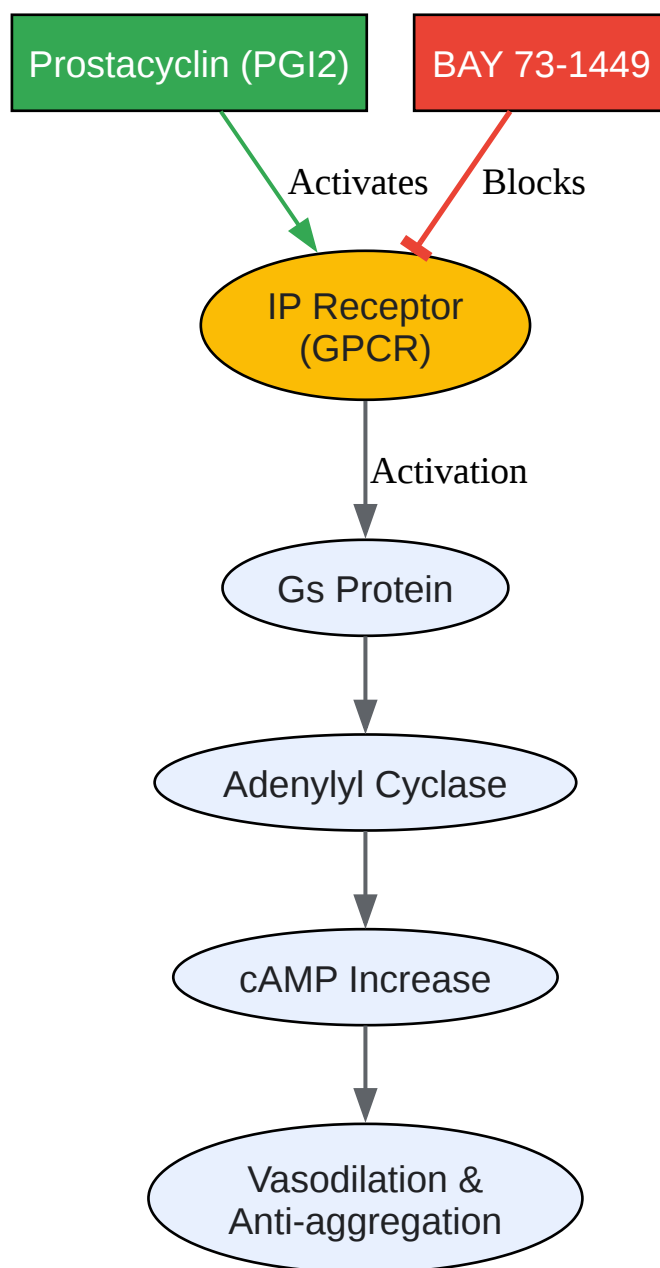 Prostacyclin (PGI2)
BAY 73-1449
Activates
Blocks
IP Receptor
(GPCR)
Activation
Gs Protein
Adenylyl Cyclase
cAMP Increase
Vasodilation &
Anti-aggregation